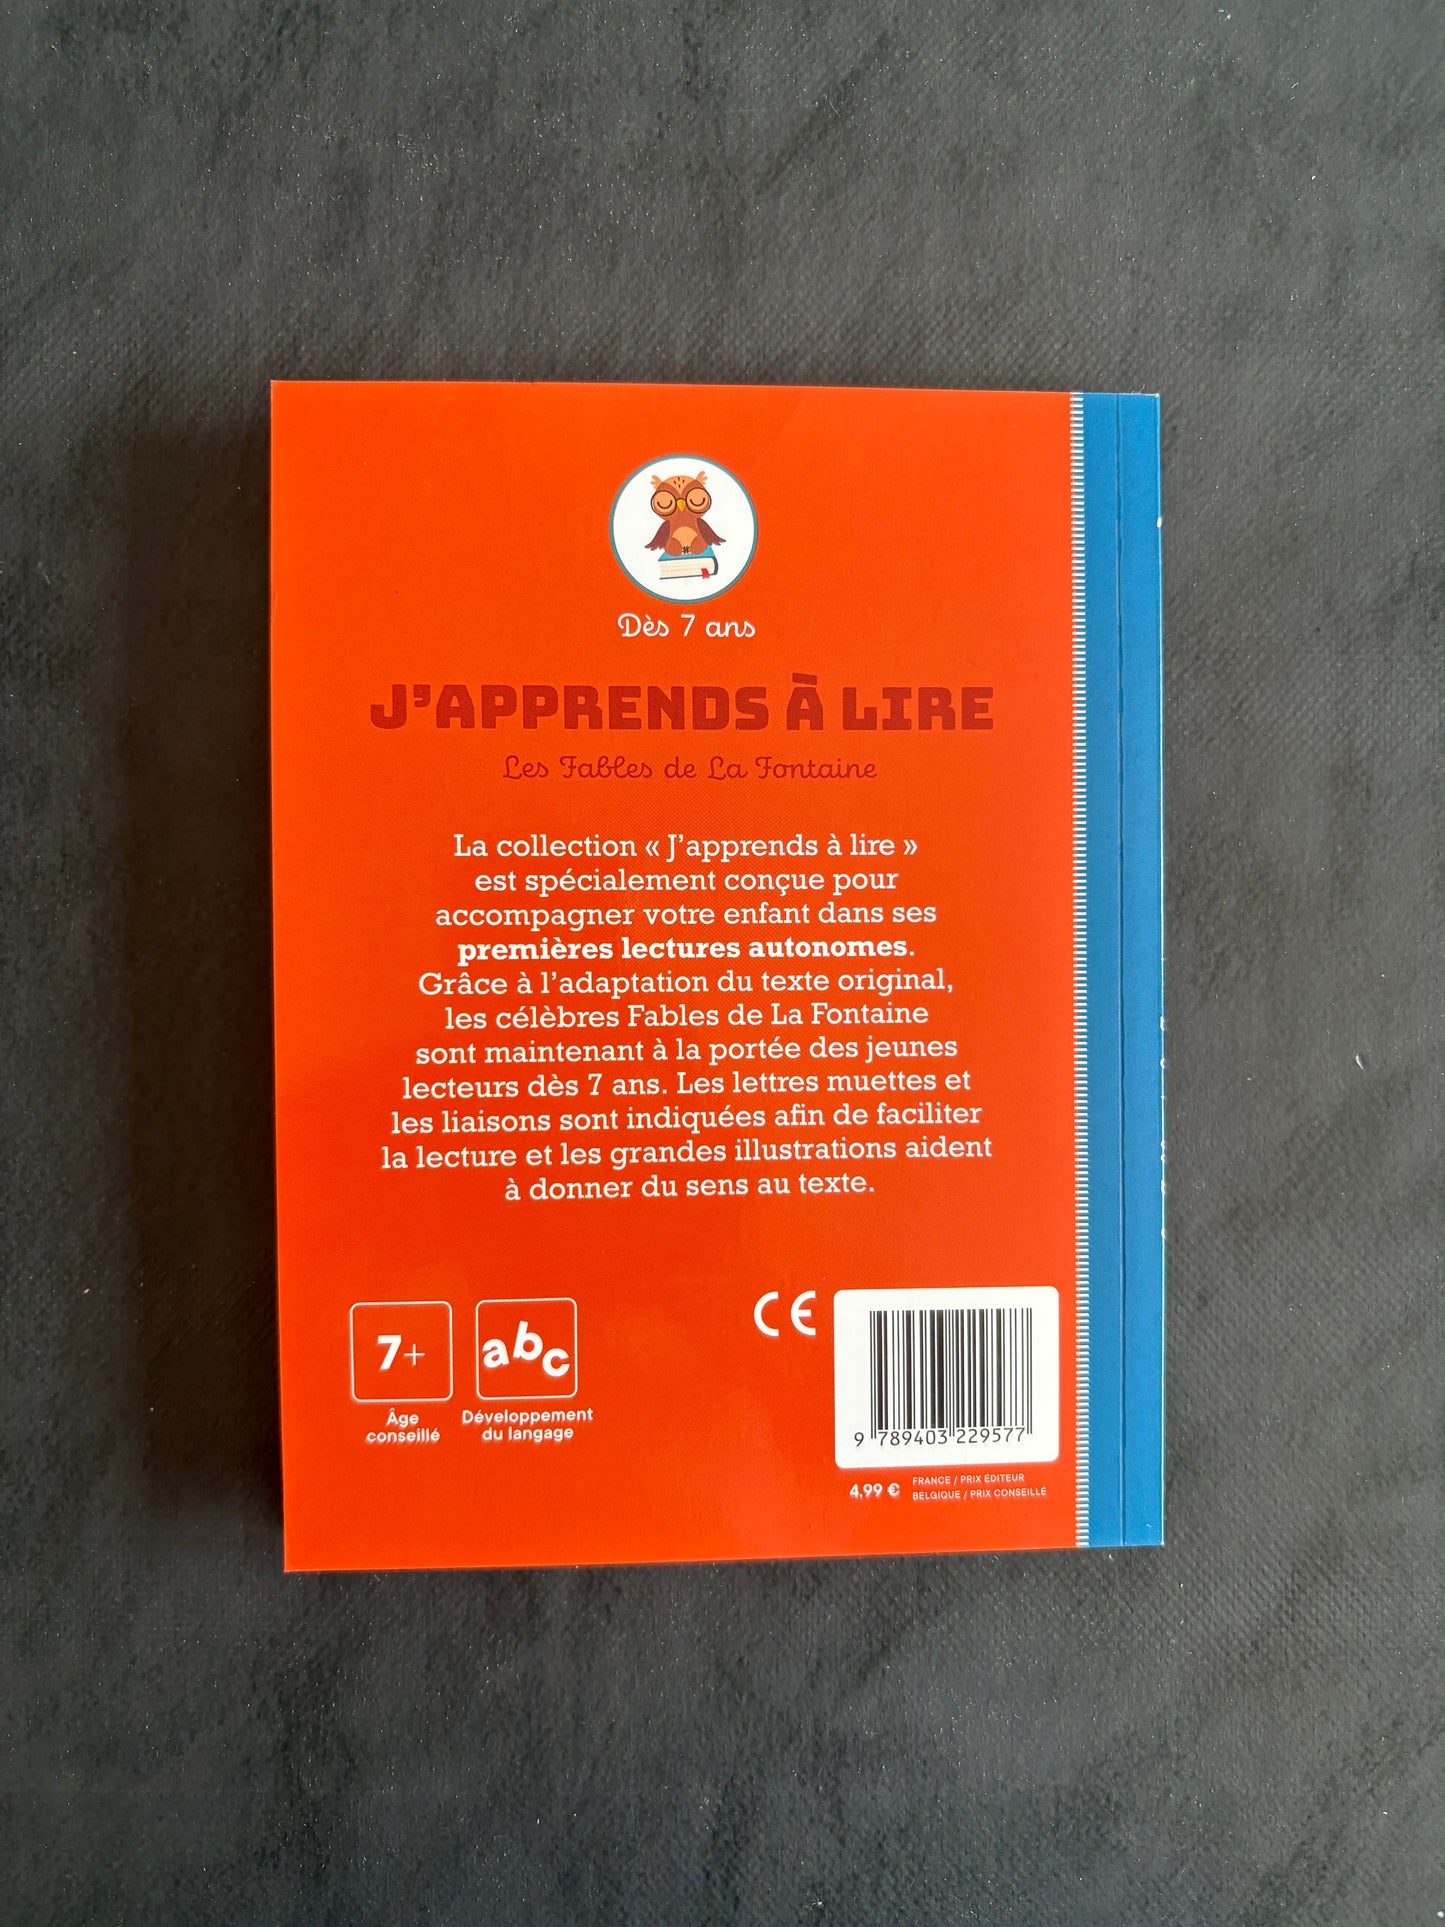 Dès 7 ans
J'APPRENDS À LIRE
Les Fables de La Fontaine
La collection « J'apprends à lire »
est spécialement conçue pour
accompagner votre enfant dans ses
premières lectures autonomes.
Grâce à l'adaptation du texte original,
les célèbres Fables de La Fontaine
sont maintenant à la portée des jeunes
lecteurs dès 7 ans. Les lettres muettes et
les liaisons sont indiquées afin de faciliter
la lecture et les grandes illustrations aident
à donner du sens au texte.
7+
Âge
conseillé
abc
Développement
du langage
CE
9 789403 229577
4,99 €
FRANCE / PRIX ÉDITEUR
BELGIQUE / PRIX CONSEILLÉ